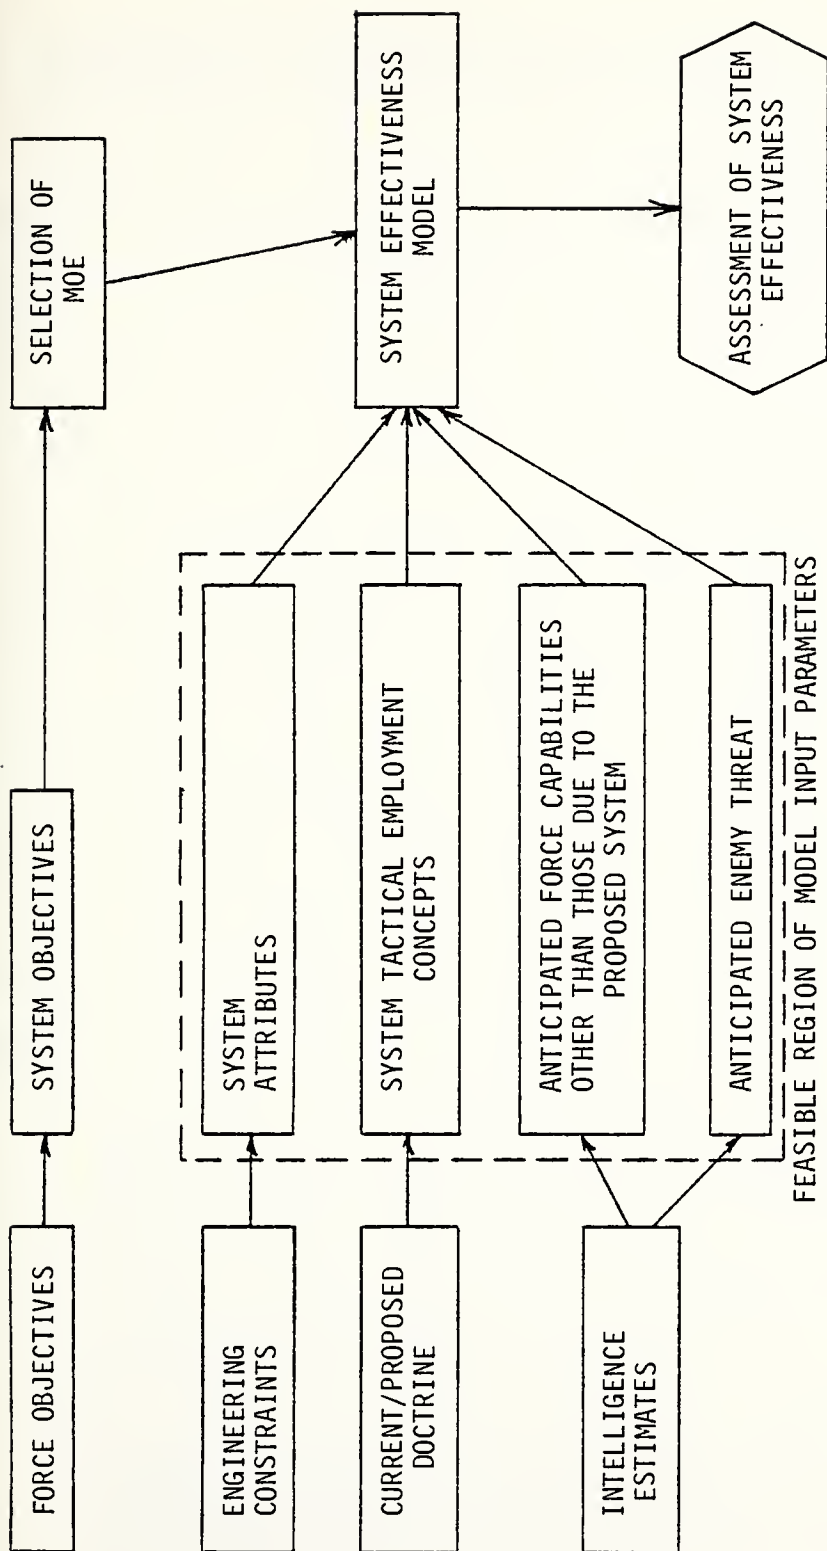 FORCE OBJECTIVES
SYSTEM OBJECTIVES
SELECTION OF
MOE
ENGINEERING
CONSTRAINTS
SYSTEM
ATTRIBUTES
CURRENT/PROPOSED
DOCTRINE
SYSTEM TACTICAL EMPLOYMENT
CONCEPTS
SYSTEM EFFECTIVENESS
MODEL
INTELLIGENCE
ESTIMATES
ANTICIPATED FORCE CAPABILITIES
OTHER THAN THOSE DUE TO THE
PROPOSED SYSTEM
ANTICIPATED ENEMY THREAT
FEASIBLE REGION OF MODEL INPUT PARAMETERS
ASSESSMENT OF SYSTEM
EFFECTIVENESS